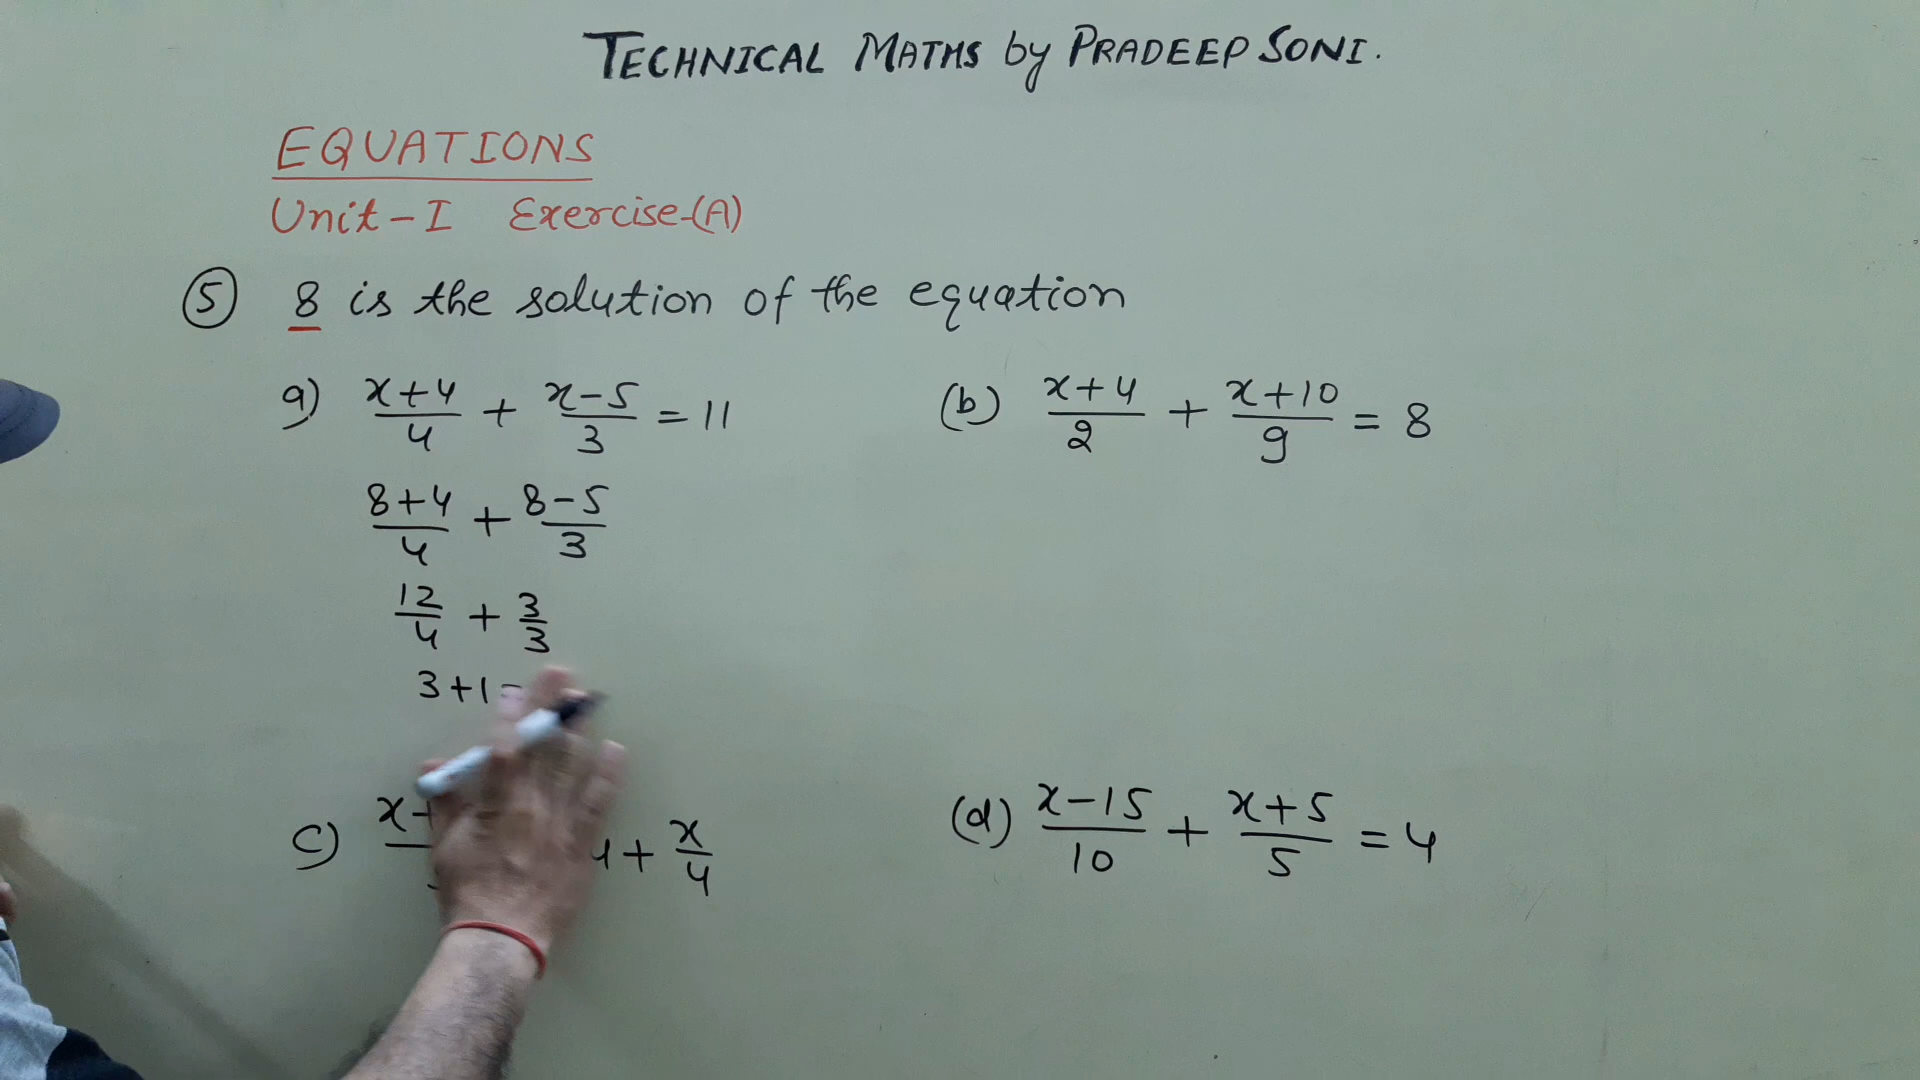 TECHNICAL MATHS by PRADEEP SONI.
EQUATIONS
Unit-I Exercise-(A)
(5) 8 is the solution of the equation
a) (x+4)/4 + (x-5)/3 = 11
(b) (x+4)/2 + (x+10)/9 = 8
(8+4)/4 + (8-5)/3
12/4 + 3/3
3+1=
c) x+ + x/4
(d) (x-15)/10 + (x+5)/5 = 4